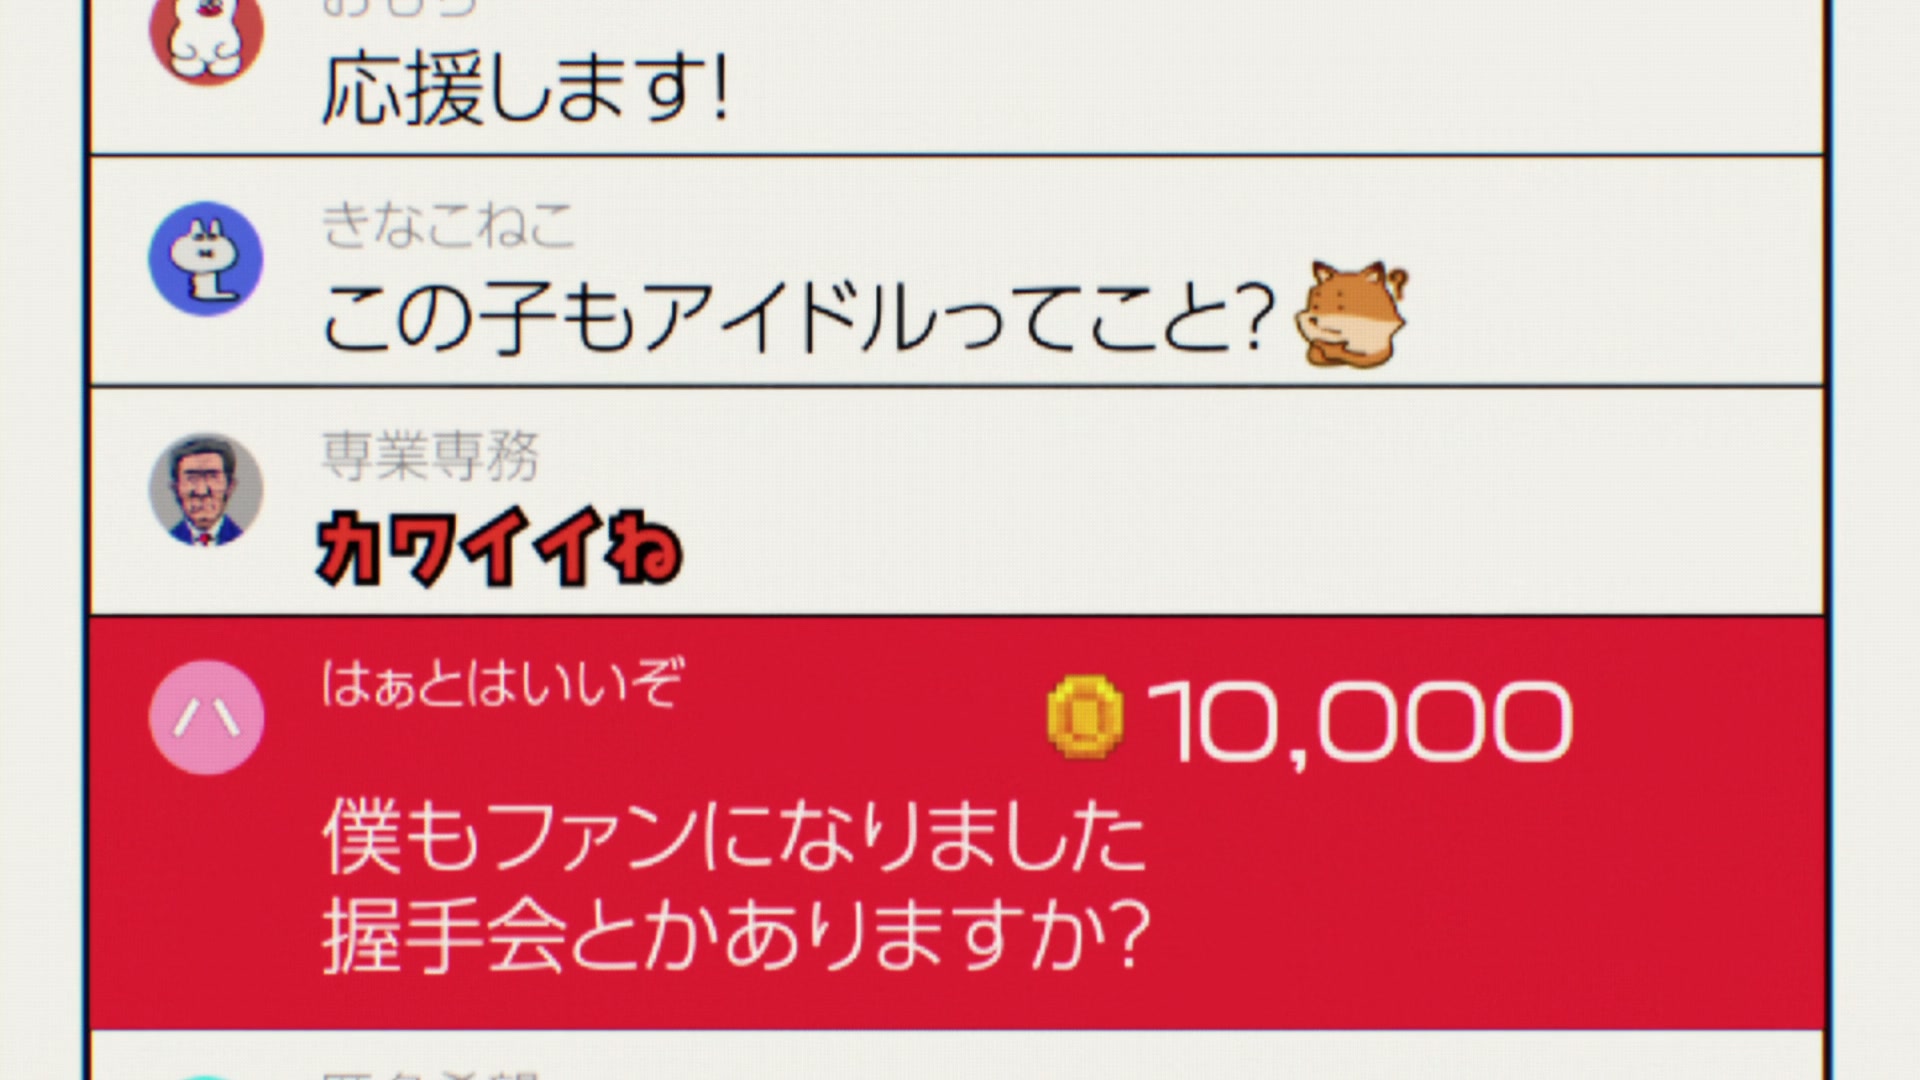 応援します!
きなこねこ
この子もアイドルってこと?
専業専務
カワイイね
ハ
はぁとはいいぞ
10,000
僕もファンになりました
握手会とかありますか?